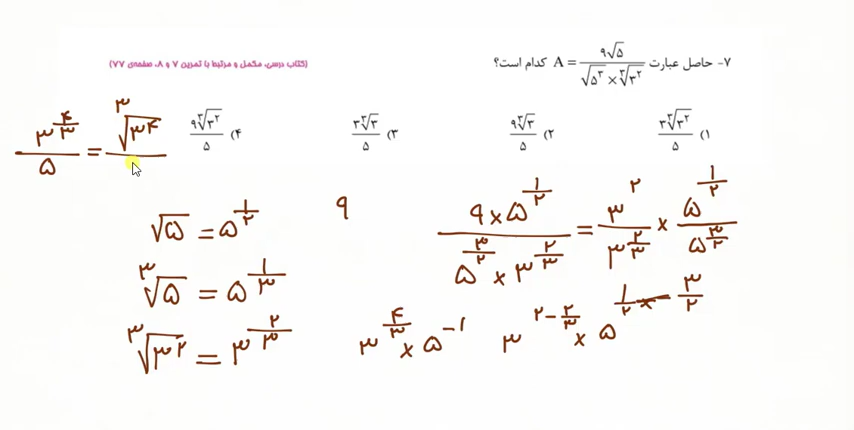 ۷- حاصل عبارت A = ۹√۵ / (√۵^۳ × ∛۳^۲) کدام است؟
(کتاب درسی، مکمل و مرتبط با تمرین ۷ و ۸، صفحه‌ی ۷۷)
۱) ۳∛۳^۲ / ۵
۲) ۹∛۳ / ۵
۳) ۳∛۳ / ۵
۴) ۹∛۳^۲ / ۵
۳^(۴/۳) / ۵ = ∛۳^۴ /
√۵ = ۵^(۱/۲)
۹
(۹ × ۵^(۱/۲)) / (۵^(۳/۲) × ۳^(۲/۳)) = ۳^۲ / ۳^(۲/۳) × ۵^(۱/۲) / ۵^(۳/۲)
∛۵ = ۵^(۱/۳)
∛۳^۲ = ۳^(۲/۳)
۳^(۴/۳) × ۵^-۱
۳^(۲-۲/۳) × ۵^(۱/۲ - ۳/۲)